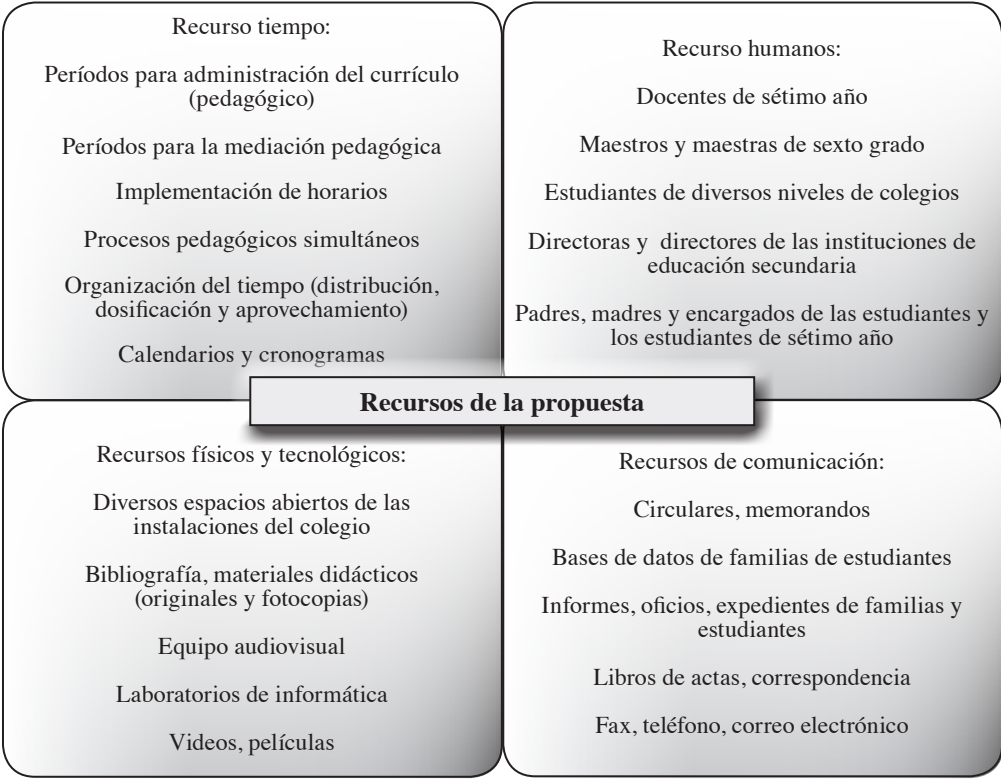 Recurso tiempo:
Períodos para administración del currículo
(pedagógico)
Períodos para la mediación pedagógica
Implementación de horarios
Procesos pedagógicos simultáneos
Organización del tiempo (distribución,
dosificación y aprovechamiento)
Calendarios y cronogramas
Recurso humanos:
Docentes de sétimo año
Maestros y maestras de sexto grado
Estudiantes de diversos niveles de colegios
Directoras y directores de las instituciones de
educación secundaria
Padres, madres y encargados de las estudiantes y
los estudiantes de sétimo año
Recursos de la propuesta
Recursos físicos y tecnológicos:
Diversos espacios abiertos de las
instalaciones del colegio
Bibliografía, materiales didácticos
(originales y fotocopias)
Equipo audiovisual
Laboratorios de informática
Videos, películas
Recursos de comunicación:
Circulares, memorandos
Bases de datos de familias de estudiantes
Informes, oficios, expedientes de familias y
estudiantes
Libros de actas, correspondencia
Fax, teléfono, correo electrónico